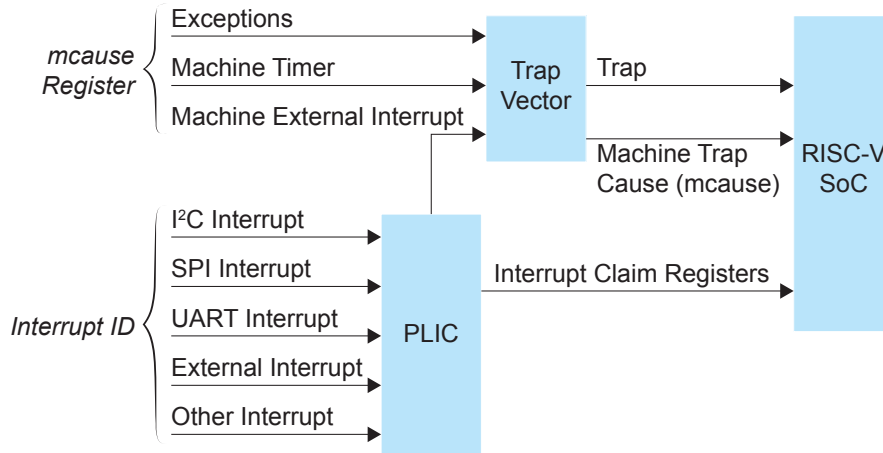 Exceptions
mcause
Register
Machine Timer
Machine External Interrupt
Trap
Vector
Trap
Machine Trap
Cause (mcause)
RISC-V
SoC
I²C Interrupt
SPI Interrupt
Interrupt ID
UART Interrupt
External Interrupt
Other Interrupt
PLIC
Interrupt Claim Registers